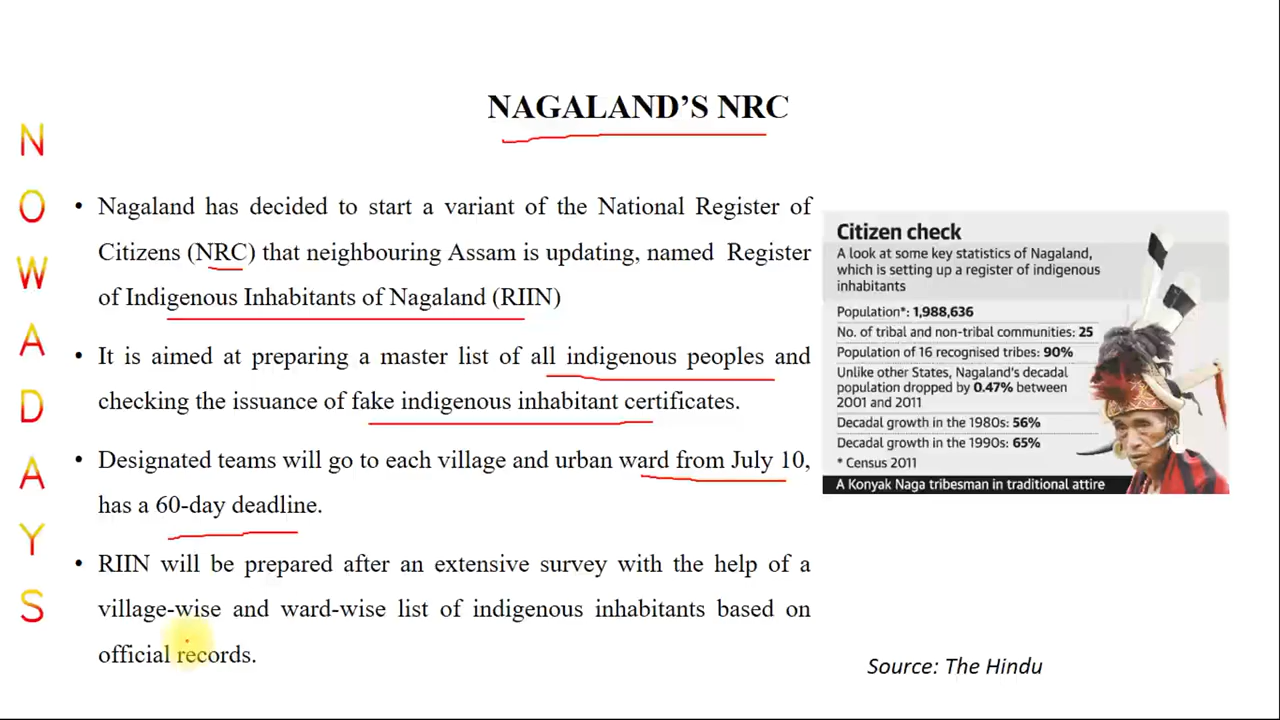 NAGALAND'S NRC
N
O
W
A
D
A
Y
S
• Nagaland has decided to start a variant of the National Register of
Citizens (NRC) that neighbouring Assam is updating, named Register
of Indigenous Inhabitants of Nagaland (RIIN)
• It is aimed at preparing a master list of all indigenous peoples and
checking the issuance of fake indigenous inhabitant certificates.
• Designated teams will go to each village and urban ward from July 10,
has a 60-day deadline.
• RIIN will be prepared after an extensive survey with the help of a
village-wise and ward-wise list of indigenous inhabitants based on
official records.
Citizen check
A look at some key statistics of Nagaland,
which is setting up a register of indigenous
inhabitants
Population*: 1,988,636
No. of tribal and non-tribal communities: 25
Population of 16 recognised tribes: 90%
Unlike other States, Nagaland's decadal
population dropped by 0.47% between
2001 and 2011
Decadal growth in the 1980s: 56%
Decadal growth in the 1990s: 65%
* Census 2011
A Konyak Naga tribesman in traditional attire
Source: The Hindu